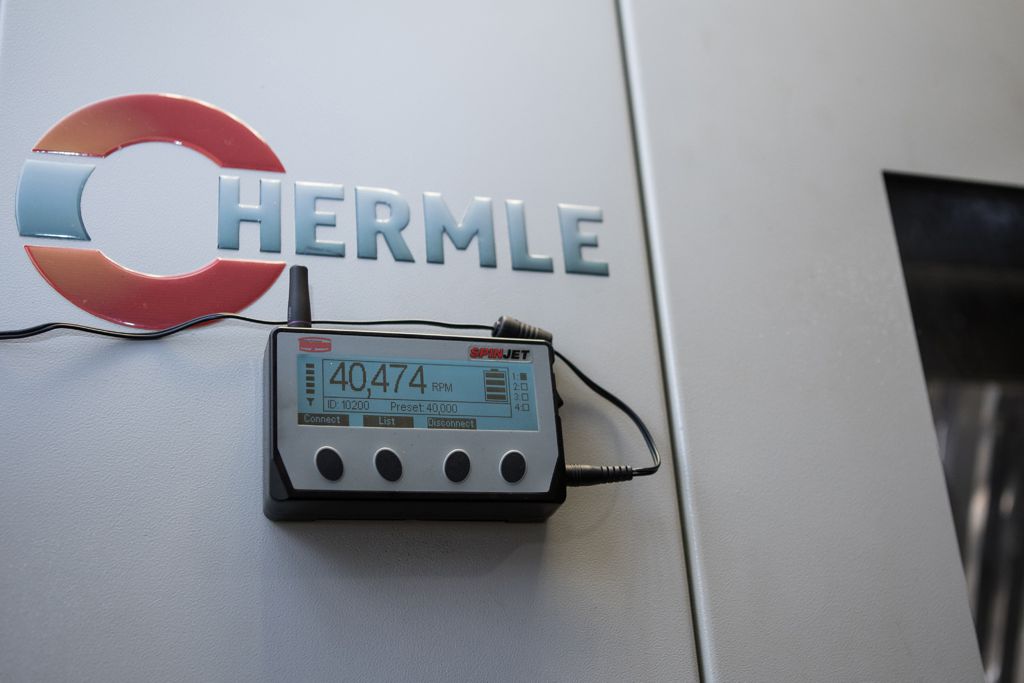 HERMLE
SPINJET
40,474 RPM
1:
2:
3:
4:
ID: 10200 Preset: 40,000
Connect List Disconnect